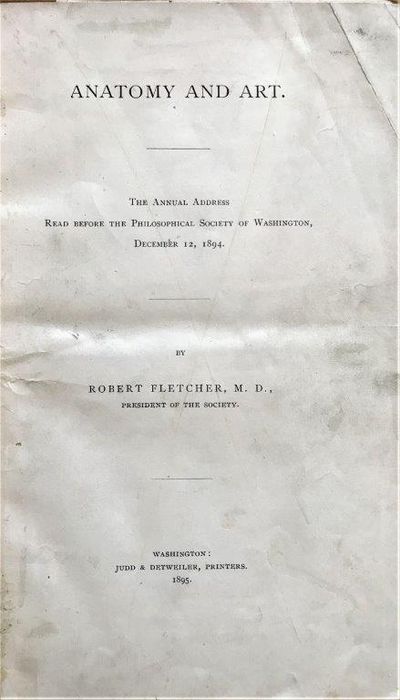 ANATOMY AND ART.
THE ANNUAL ADDRESS
READ BEFORE THE PHILOSOPHICAL SOCIETY OF WASHINGTON,
DECEMBER 12, 1894.
BY
ROBERT FLETCHER, M. D.,
PRESIDENT OF THE SOCIETY.
WASHINGTON:
JUDD & DETWEILER, PRINTERS.
1895.